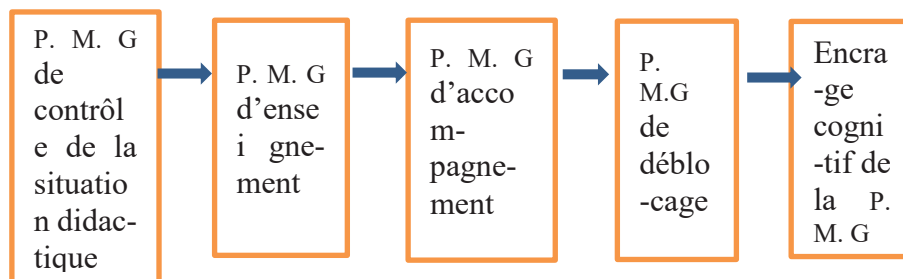 P. M. G
de
contrôl
e de la
situatio
n didac-
tique
P. M. G
d’ense
i gne-
ment
P. M. G
d’acco
m-
pagne-
ment
P.
M.G
de
déblo
-cage
Encra
-ge
cogni
-tif de
la P.
M. G